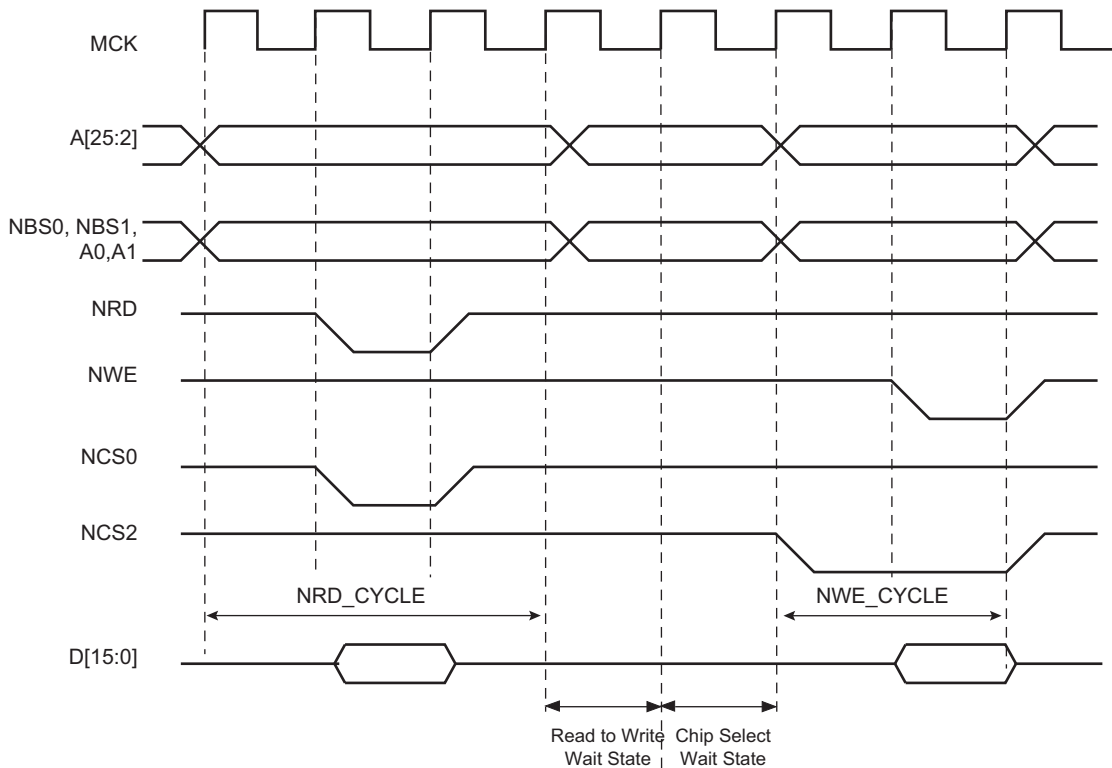 MCK
A[25:2]
NBS0, NBS1,
A0,A1
NRD
NWE
NCS0
NCS2
NRD_CYCLE
NWE_CYCLE
D[15:0]
Read to Write
Wait State
Chip Select
Wait State